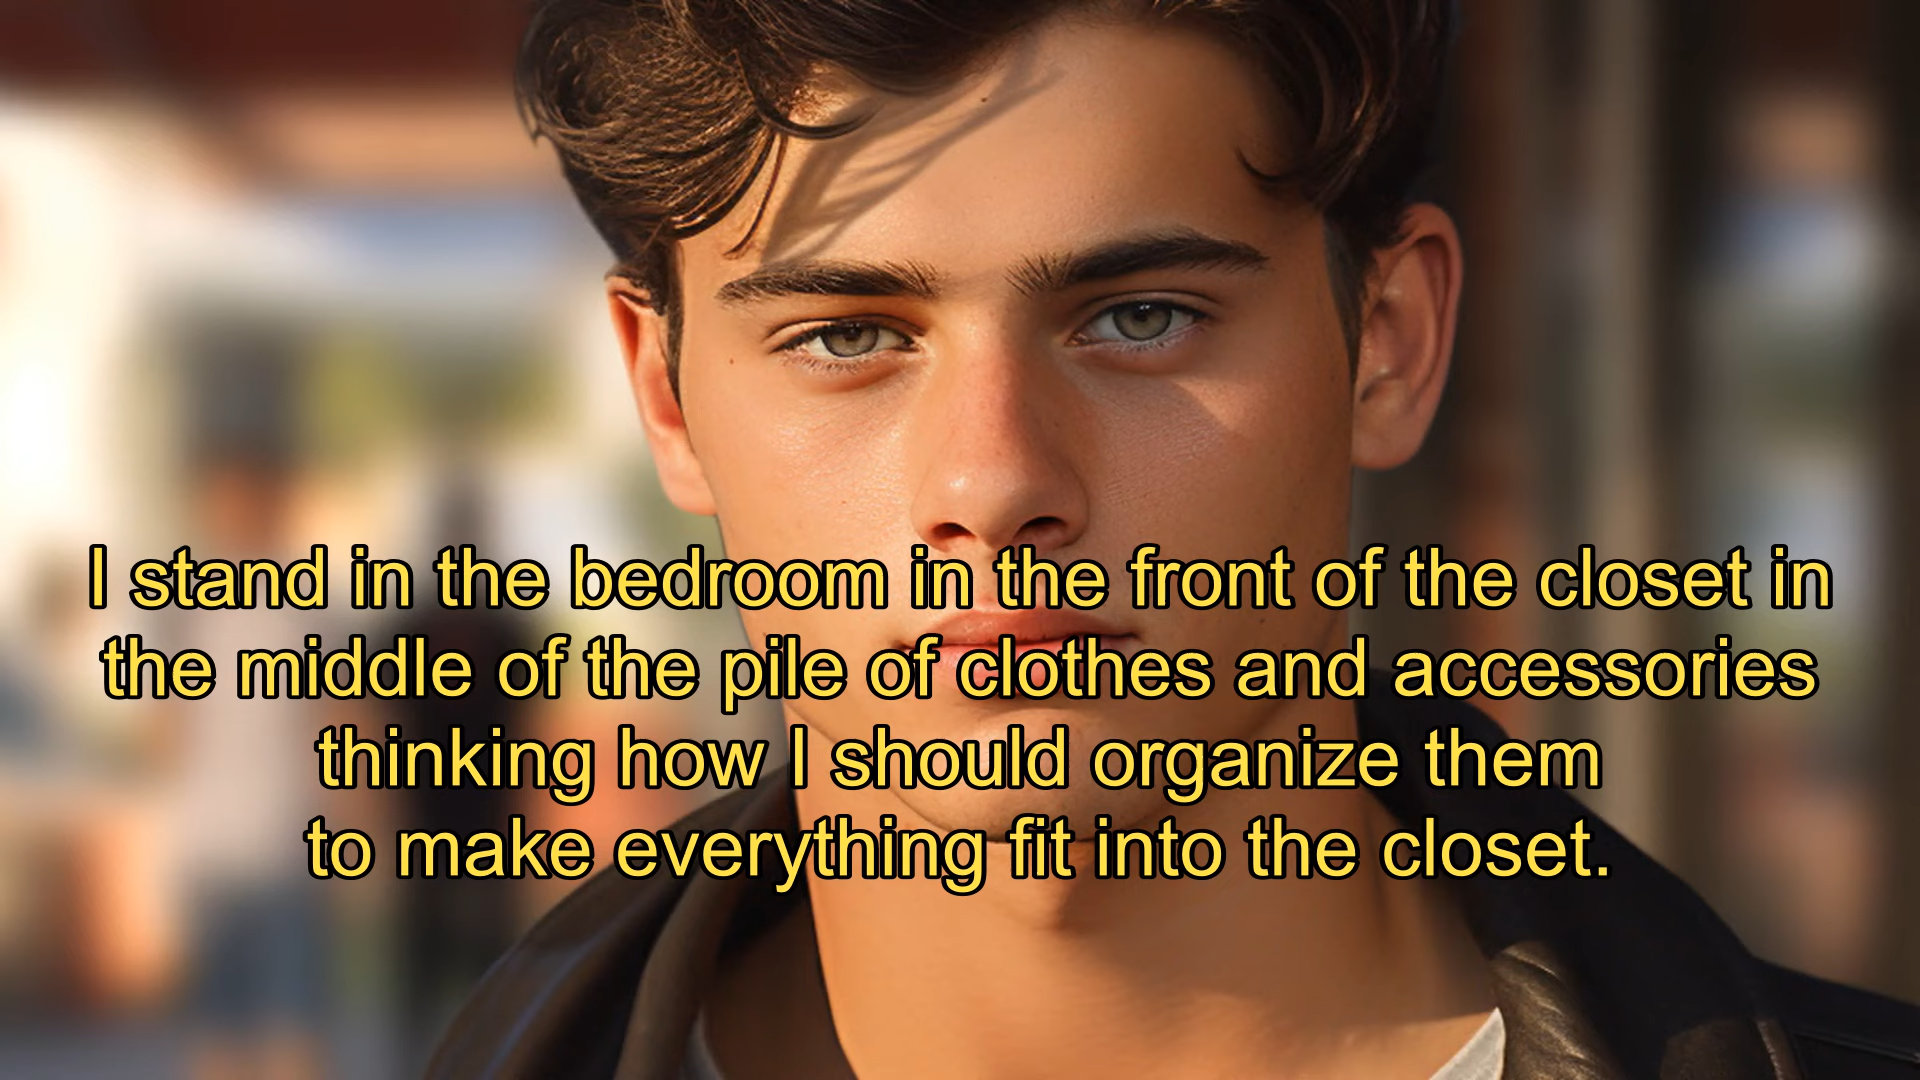 I stand in the bedroom in the front of the closet in
the middle of the pile of clothes and accessories
thinking how I should organize them
to make everything fit into the closet.